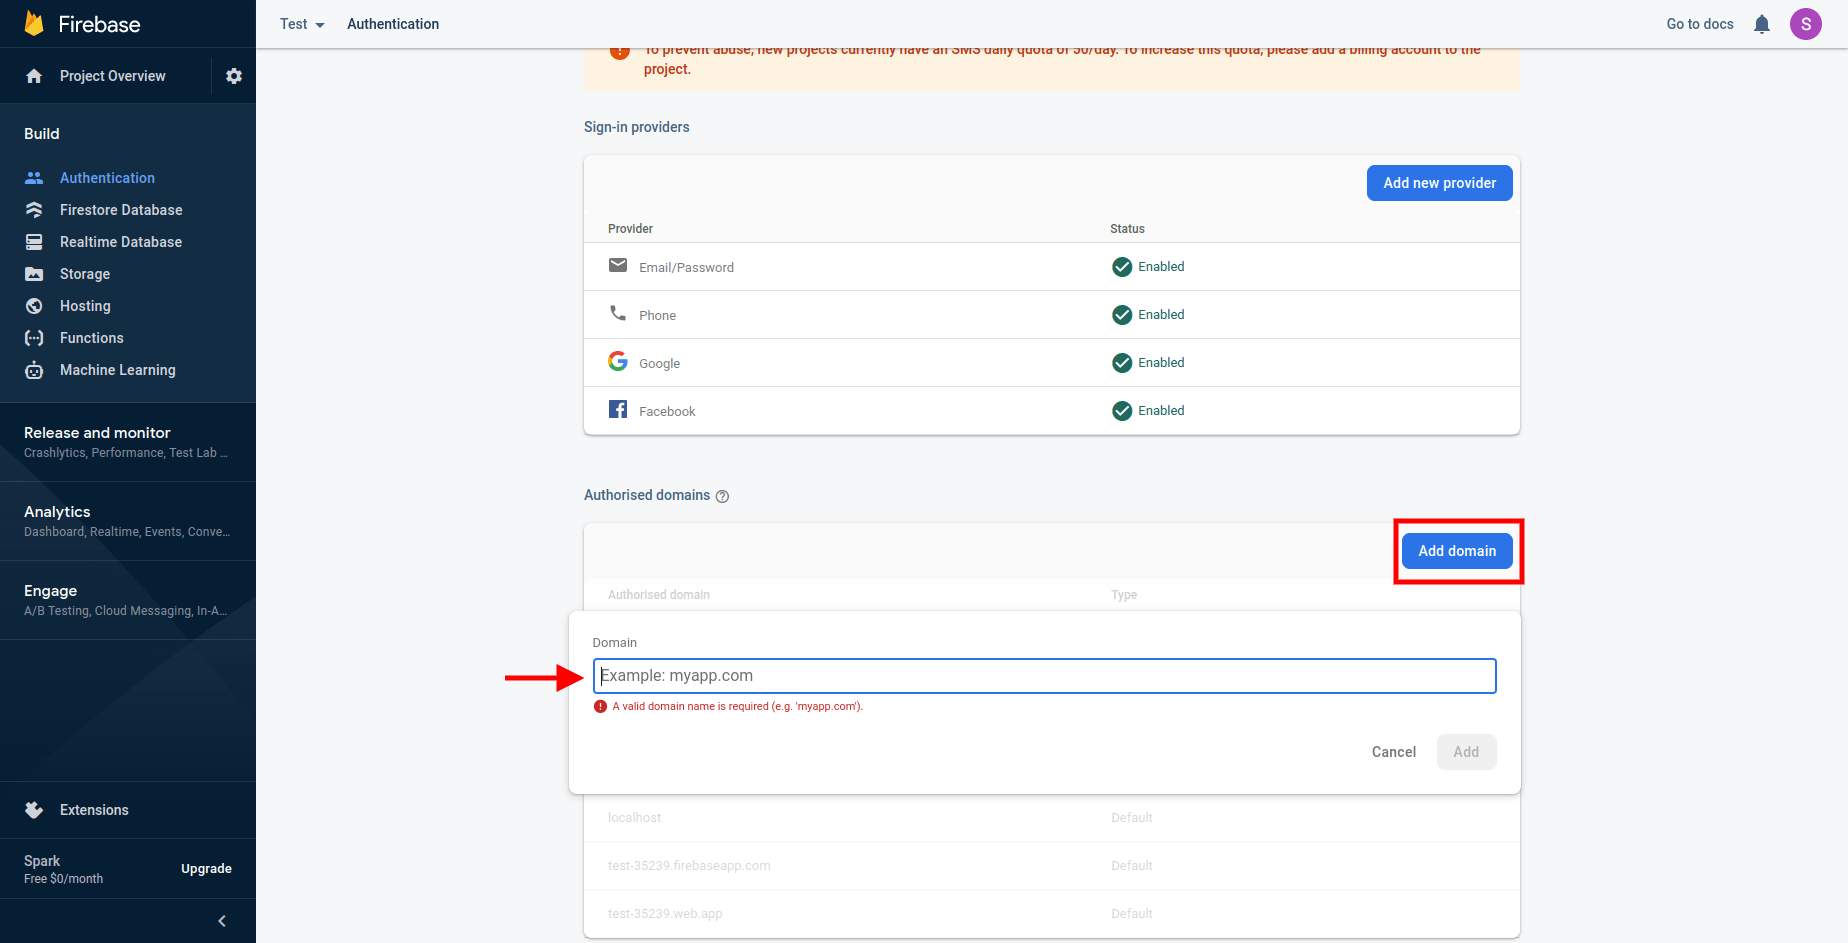 Firebase
Test
Authentication
Go to docs
S
Project Overview
To prevent abuse, new projects currently have an SMS daily quota of 50/day. To increase this quota, please add a billing account to the
project.
Build
Authentication
Firestore Database
Realtime Database
Storage
Hosting
Functions
Machine Learning
Release and monitor
Crashlytics, Performance, Test Lab ...
Analytics
Dashboard, Realtime, Events, Conve...
Engage
A/B Testing, Cloud Messaging, In-A...
Extensions
Spark
Free $0/month
Upgrade
Sign-in providers
Add new provider
Provider Status
Email/Password Enabled
Phone Enabled
Google Enabled
Facebook Enabled
Authorised domains
Add domain
Authorised domain Type
Domain
Example: myapp.com
A valid domain name is required (e.g. 'myapp.com').
Cancel Add
localhost Default
test-35239.firebaseapp.com Default
test-35239.web.app Default